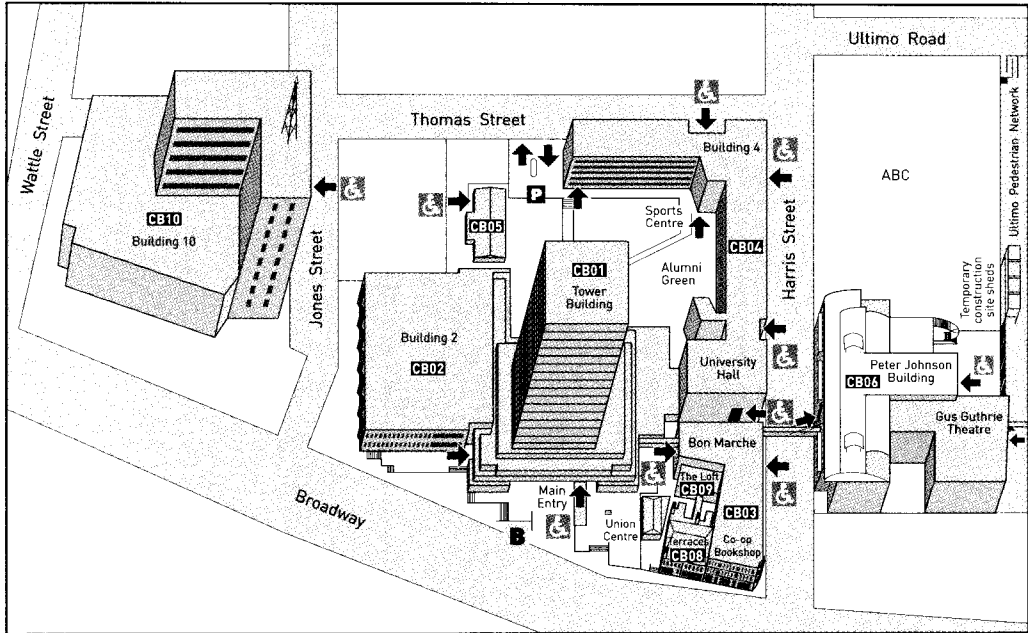 Ultimo Road
Wattle Street
Thomas Street
Building 4
Ultimo Pedestrian Network
ABC
CB10
Building 10
P
CB05
Sports
Centre
CB04
Harris Street
Jones Street
CB01
Tower
Building
Alumni
Green
Temporary
construction
site sheds
Building 2
CB02
University
Hall
Peter Johnson
Building
CB06
Gus Guthrie
Theatre
Bon Marche
The Loft
CB09
CB03
Main
Entry
Broadway
B
Union
Centre
Terraces
CB08
Co-op
Bookshop